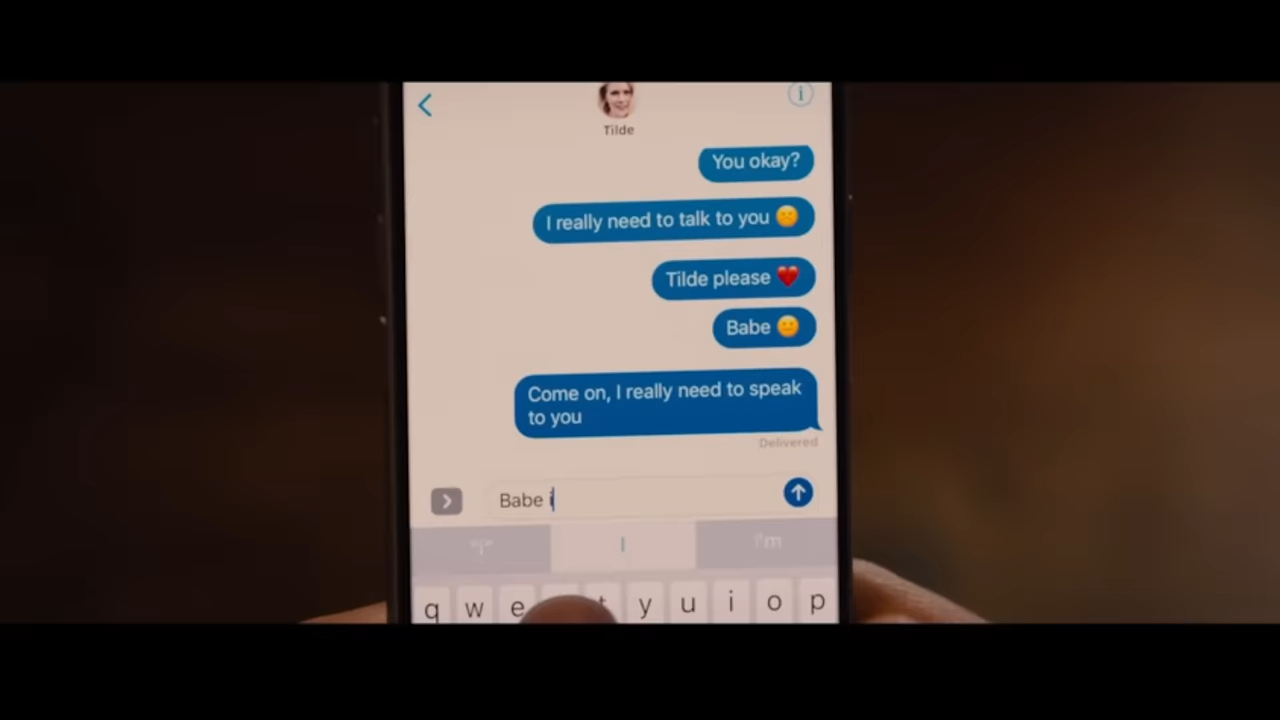 Tilde
You okay?
I really need to talk to you 🙁
Tilde please ❤️
Babe 😐
Come on, I really need to speak
to you
Delivered
Babe i
"i" I I'm
q w e t y u i o p